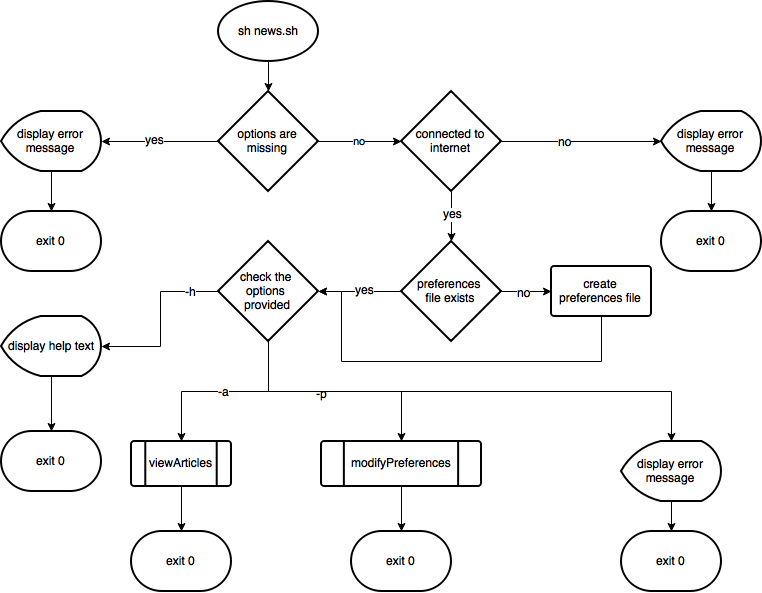 sh news.sh
display error
message
yes
options are
missing
no
connected to
internet
no
display error
message
exit 0
yes
exit 0
check the
options
provided
yes
preferences
file exists
no
create
preferences file
-h
display help text
-a
-p
exit 0
viewArticles
modifyPreferences
display error
message
exit 0
exit 0
exit 0